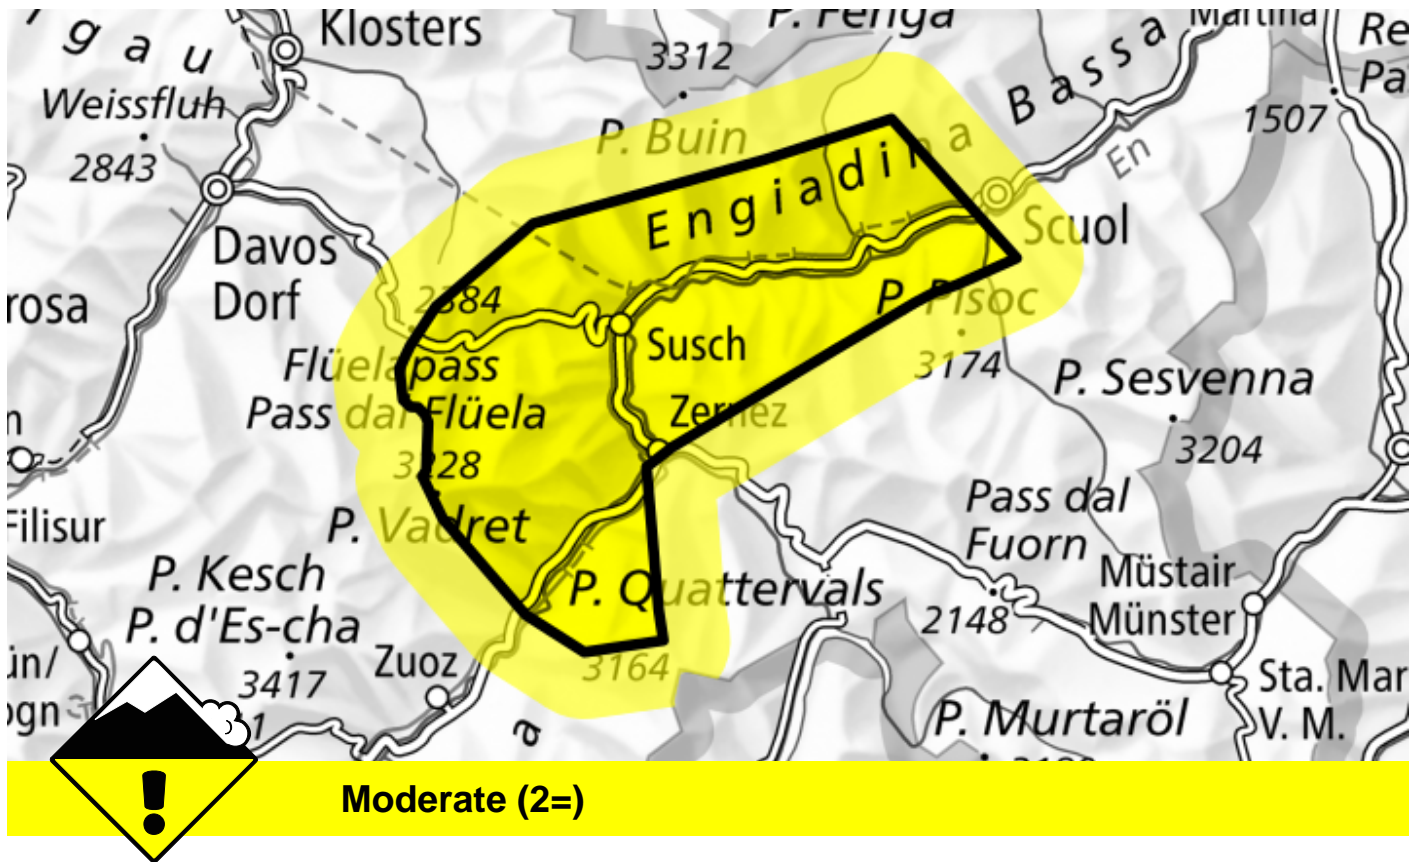 Klosters
P. Fenga
Martina
gau
3312
Weissfluh
2843
P. Buin
Bassa
1507
En
Engiadina
Scuol
Davos
Dorf
2384
P. Pisoc
3174
Susch
Flüelapass
Pass dal Flüela
Zernez
P. Sesvenna
3204
3228
P. Vadret
Pass dal
Fuorn
2148
Filisur
P. Kesch
P. d'Es-cha
3417
Zuoz
P. Quattervals
3164
Müstair
Münster
Sta. Mar
V. M.
P. Murtaröl
a
Moderate (2=)